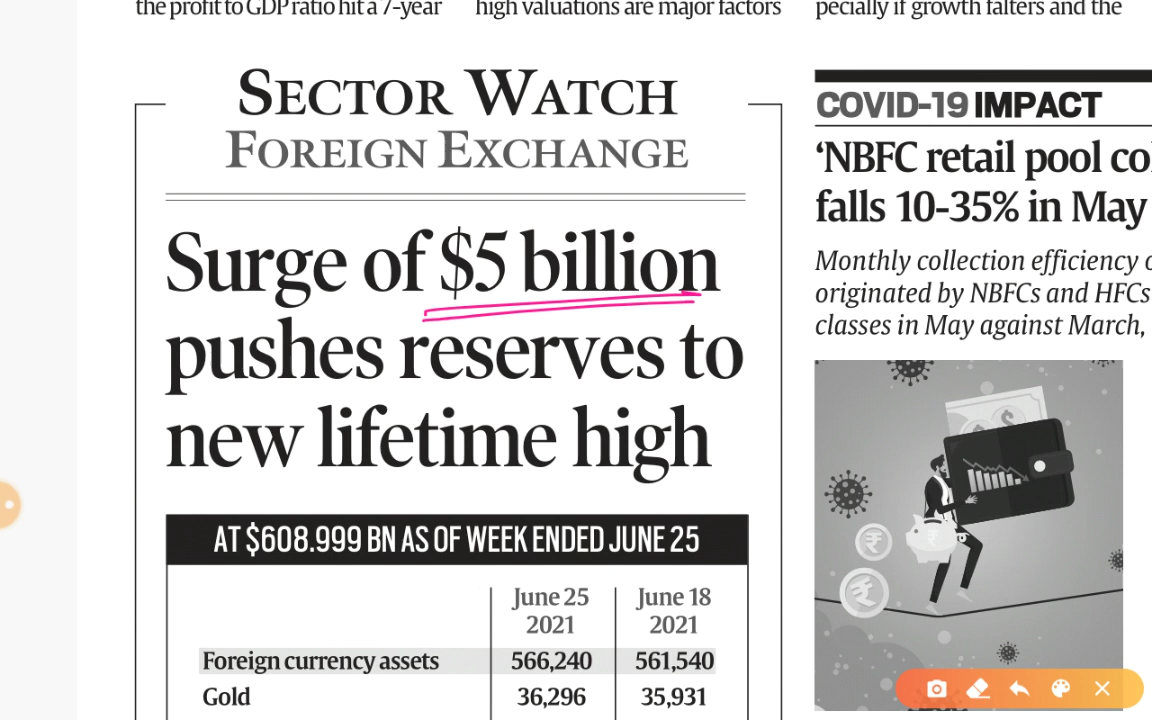 the profit to GDP ratio hit a 7-year
high valuations are major factors
pecially if growth falters and the
SECTOR WATCH
FOREIGN EXCHANGE
Surge of $5 billion
pushes reserves to
new lifetime high
AT $608.999 BN AS OF WEEK ENDED JUNE 25
June 25 June 18
2021 2021
Foreign currency assets 566,240 561,540
Gold 36,296 35,931
COVID-19 IMPACT
‘NBFC retail pool co
falls 10-35% in May
Monthly collection efficiency o
originated by NBFCs and HFCs
classes in May against March,